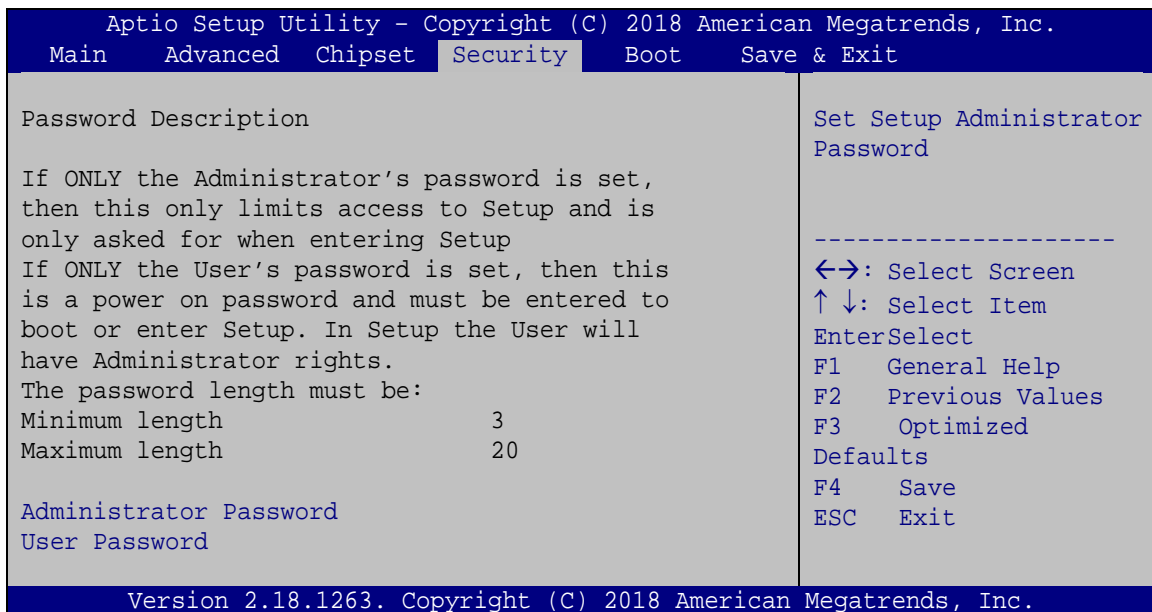 Aptio Setup Utility – Copyright (C) 2018 American Megatrends, Inc.
Main Advanced Chipset Security Boot Save & Exit
Password Description
If ONLY the Administrator's password is set,
then this only limits access to Setup and is
only asked for when entering Setup
If ONLY the User's password is set, then this
is a power on password and must be entered to
boot or enter Setup. In Setup the User will
have Administrator rights.
The password length must be:
Minimum length 3
Maximum length 20
Administrator Password
User Password
Set Setup Administrator
Password
---------------------
←→: Select Screen
↑ ↓: Select Item
EnterSelect
F1 General Help
F2 Previous Values
F3 Optimized
Defaults
F4 Save
ESC Exit
Version 2.18.1263. Copyright (C) 2018 American Megatrends, Inc.